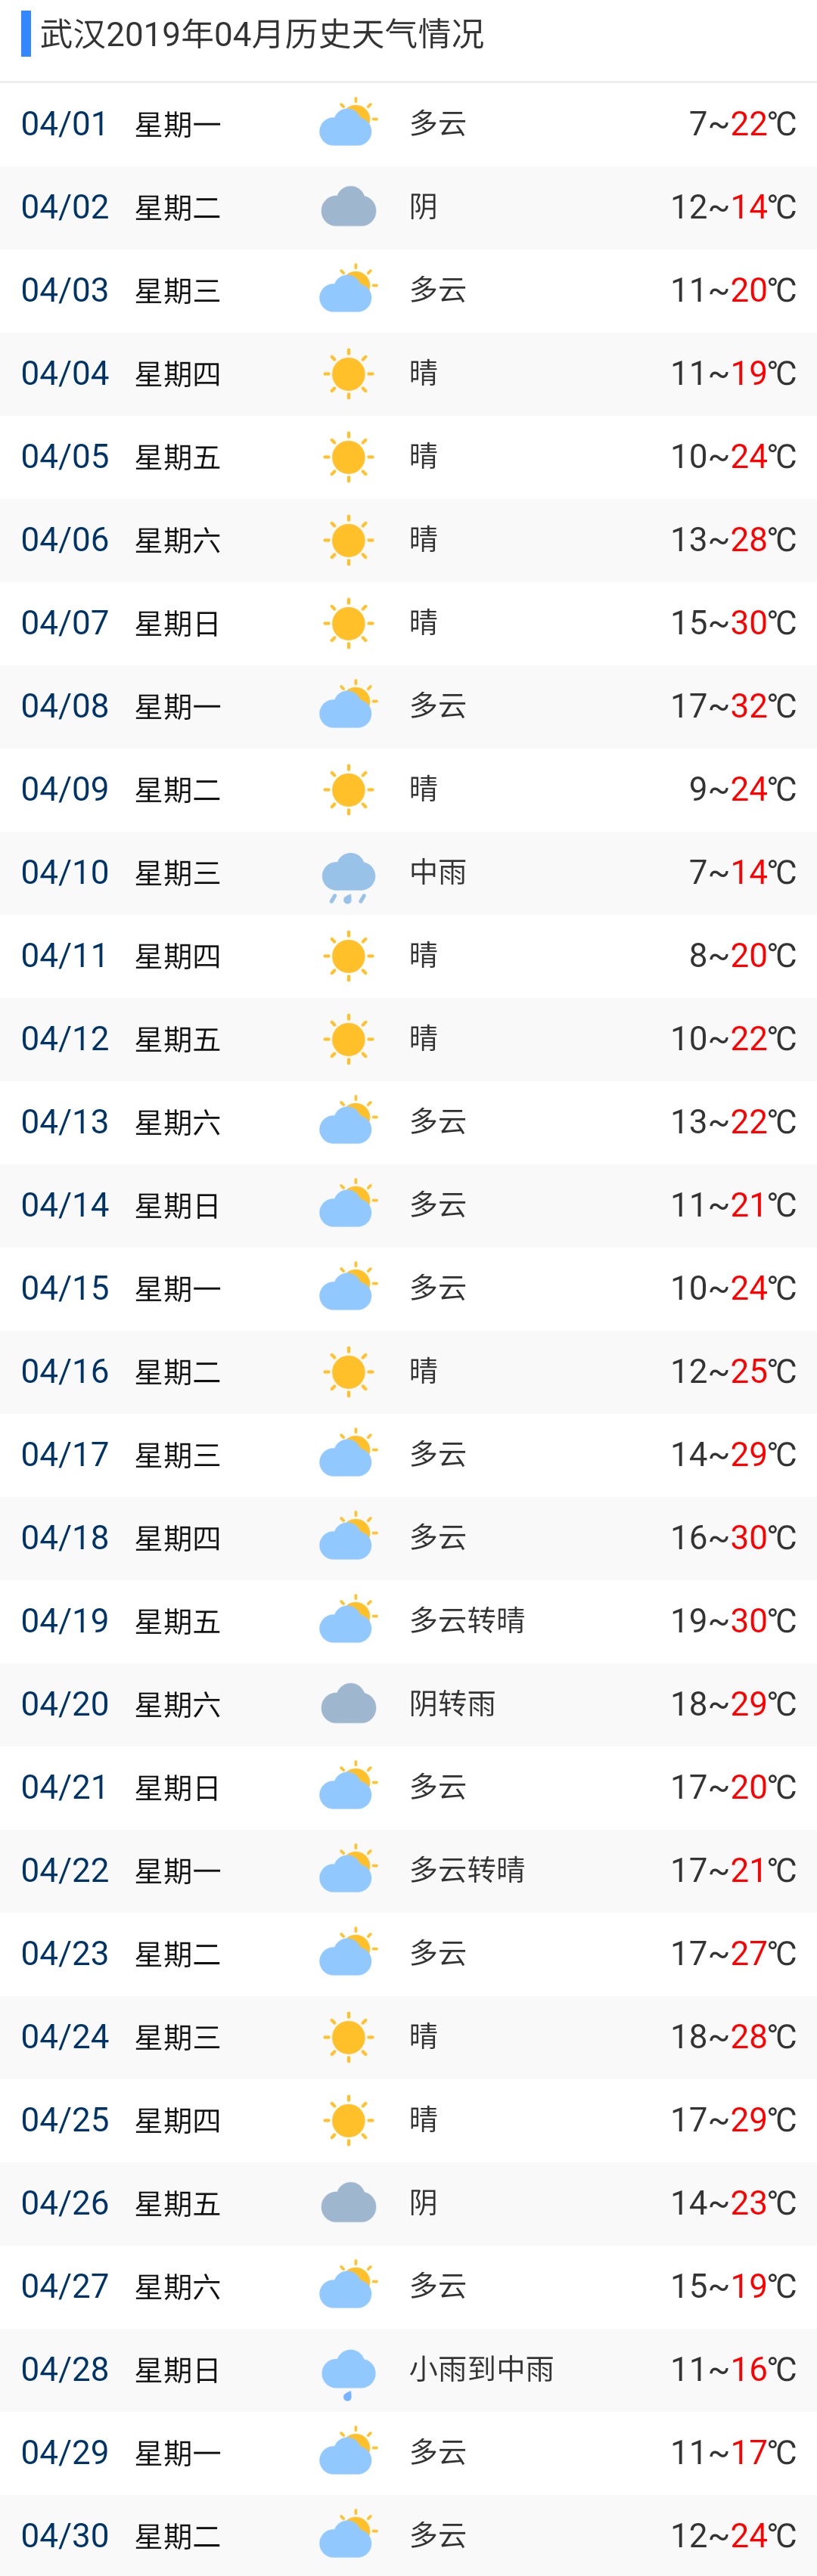 武汉2019年04月历史天气情况
04/01 星期一 多云 7~22℃
04/02 星期二 阴 12~14℃
04/03 星期三 多云 11~20℃
04/04 星期四 晴 11~19℃
04/05 星期五 晴 10~24℃
04/06 星期六 晴 13~28℃
04/07 星期日 晴 15~30℃
04/08 星期一 多云 17~32℃
04/09 星期二 晴 9~24℃
04/10 星期三 中雨 7~14℃
04/11 星期四 晴 8~20℃
04/12 星期五 晴 10~22℃
04/13 星期六 多云 13~22℃
04/14 星期日 多云 11~21℃
04/15 星期一 多云 10~24℃
04/16 星期二 晴 12~25℃
04/17 星期三 多云 14~29℃
04/18 星期四 多云 16~30℃
04/19 星期五 多云转晴 19~30℃
04/20 星期六 阴转雨 18~29℃
04/21 星期日 多云 17~20℃
04/22 星期一 多云转晴 17~21℃
04/23 星期二 多云 17~27℃
04/24 星期三 晴 18~28℃
04/25 星期四 晴 17~29℃
04/26 星期五 阴 14~23℃
04/27 星期六 多云 15~19℃
04/28 星期日 小雨到中雨 11~16℃
04/29 星期一 多云 11~17℃
04/30 星期二 多云 12~24℃